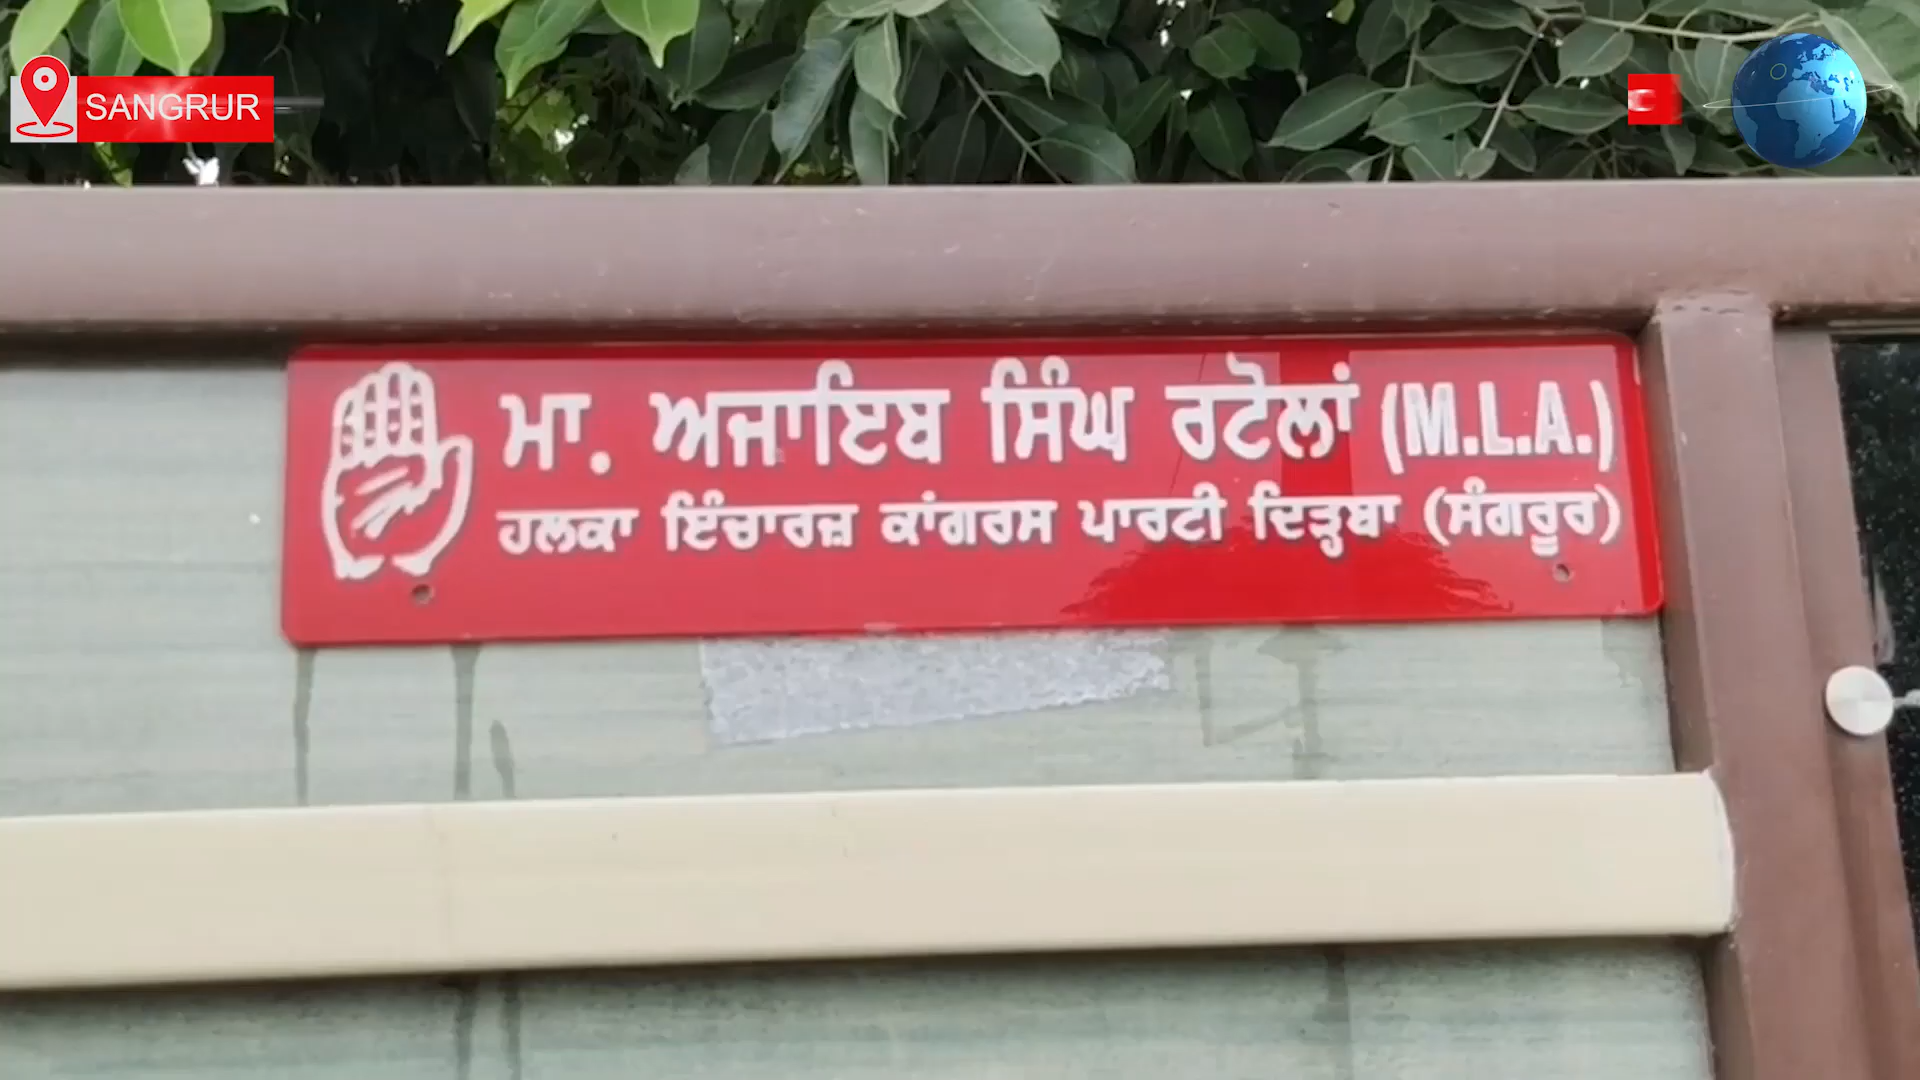 SANGRUR
ਮਾ. ਅਜਾਇਬ ਸਿੰਘ ਰਟੋਲਾਂ (M.L.A.)
ਹਲਕਾ ਇੰਚਾਰਜ਼ ਕਾਂਗਰਸ ਪਾਰਟੀ ਦਿੜ੍ਹਬਾ (ਸੰਗਰੂਰ)